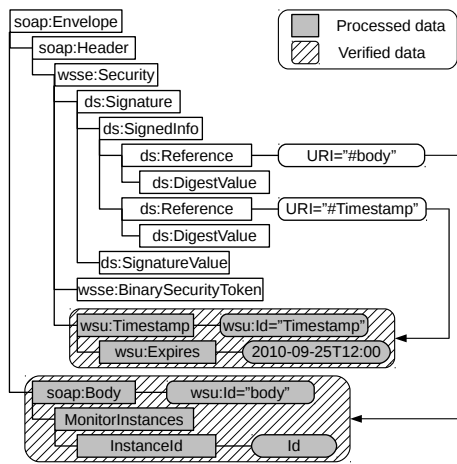 soap:Envelope
Processed data
soap:Header
Verified data
wsse:Security
ds:Signature
ds:SignedInfo
ds:Reference URI="#body"
ds:DigestValue
ds:Reference URI="#Timestamp"
ds:DigestValue
ds:SignatureValue
wsse:BinarySecurityToken
wsu:Timestamp wsu:Id="Timestamp"
wsu:Expires 2010-09-25T12:00
soap:Body wsu:Id="body"
MonitorInstances
InstanceId Id